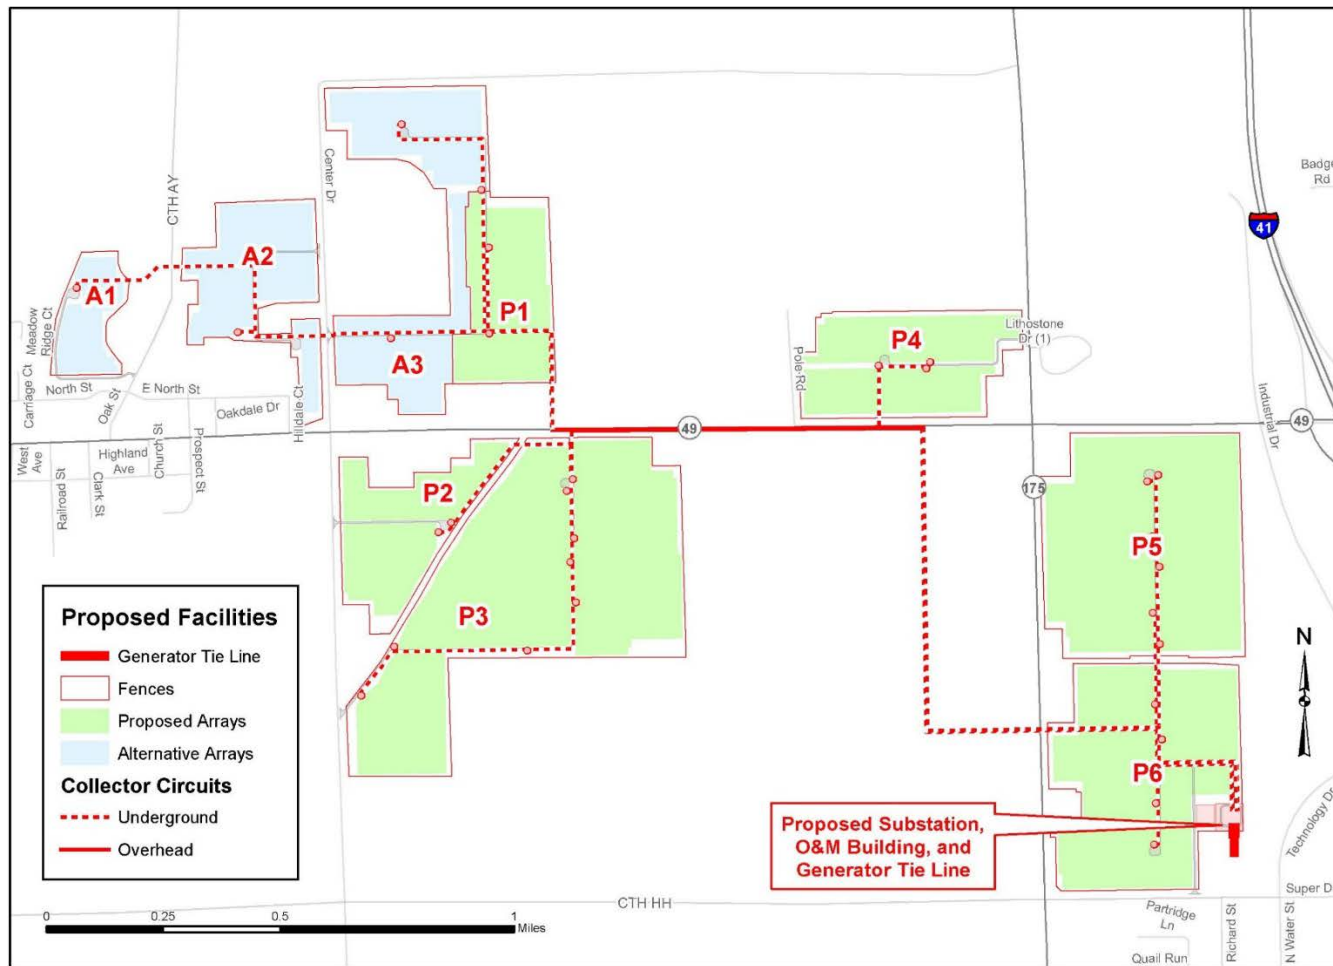 CTH AY
Center Dr
Badge
Rd
41
A2
A1
P1
A3
P4
Lithostone
Dr (1)
Pole Rd
Meadow
Ridge Ct
Carriage Ct
North St
E North St
Oak St
Oakdale Dr
Hilldale Ct
Industrial Dr
49
49
West
Ave
Highland
Ave
Church St
Prospect St
Railroad St
Clark St
175
P2
P3
P5
P6
Proposed Facilities
Generator Tie Line
Fences
Proposed Arrays
Alternative Arrays
Collector Circuits
Underground
Overhead
N
Proposed Substation,
O&M Building, and
Generator Tie Line
Technology Dr
Super D
CTH HH
0 0.25 0.5 1
Miles
Partridge
Ln
Richard St
N Water St
Quail Run